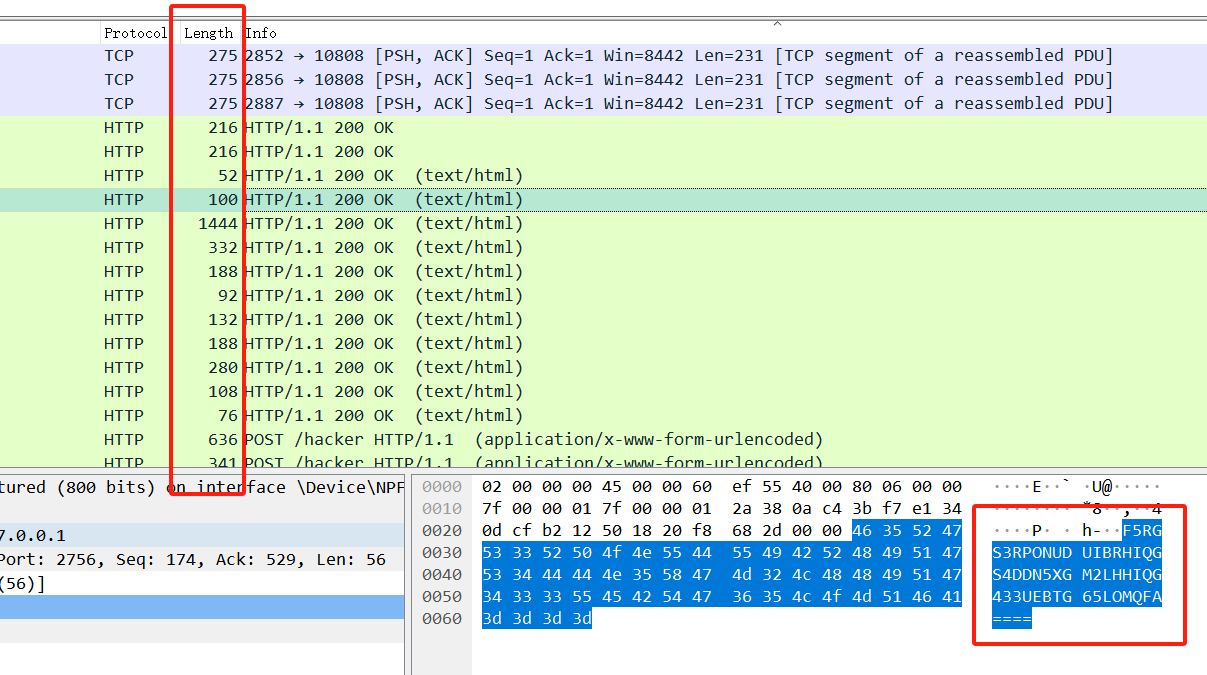 Protocol Length Info
TCP 275 2852 → 10808 [PSH, ACK] Seq=1 Ack=1 Win=8442 Len=231 [TCP segment of a reassembled PDU]
TCP 275 2856 → 10808 [PSH, ACK] Seq=1 Ack=1 Win=8442 Len=231 [TCP segment of a reassembled PDU]
TCP 275 2887 → 10808 [PSH, ACK] Seq=1 Ack=1 Win=8442 Len=231 [TCP segment of a reassembled PDU]
HTTP 216 HTTP/1.1 200 OK
HTTP 216 HTTP/1.1 200 OK
HTTP 52 HTTP/1.1 200 OK (text/html)
HTTP 100 HTTP/1.1 200 OK (text/html)
HTTP 1444 HTTP/1.1 200 OK (text/html)
HTTP 332 HTTP/1.1 200 OK (text/html)
HTTP 188 HTTP/1.1 200 OK (text/html)
HTTP 92 HTTP/1.1 200 OK (text/html)
HTTP 132 HTTP/1.1 200 OK (text/html)
HTTP 188 HTTP/1.1 200 OK (text/html)
HTTP 280 HTTP/1.1 200 OK (text/html)
HTTP 108 HTTP/1.1 200 OK (text/html)
HTTP 76 HTTP/1.1 200 OK (text/html)
HTTP 636 POST /hacker HTTP/1.1 (application/x-www-form-urlencoded)
HTTP 341 POST /hacker HTTP/1.1 (application/x-www-form-urlencoded)
tured (800 bits) on interface \Device\NPF
7.0.0.1
Port: 2756, Seq: 174, Ack: 529, Len: 56
(56)]
0000 02 00 00 00 45 00 00 60 ef 55 40 00 80 06 00 00 ····E··` ·U@·····
0010 7f 00 00 01 7f 00 00 01 2a 38 0a c4 3b f7 e1 34 ········ *8··;··4
0020 0d cf b2 12 50 18 20 f8 68 2d 00 00 46 35 52 47 ····P· · h-··F5RG
0030 53 33 52 50 4f 4e 55 44 55 49 42 52 48 49 51 47 S3RPONUD UIBRHIQG
0040 53 34 44 44 4e 35 58 47 4d 32 4c 48 48 49 51 47 S4DDN5XG M2LHHIQG
0050 34 33 33 55 45 42 54 47 36 35 4c 4f 4d 51 46 41 433UEBTG 65LOMQFA
0060 3d 3d 3d 3d ====